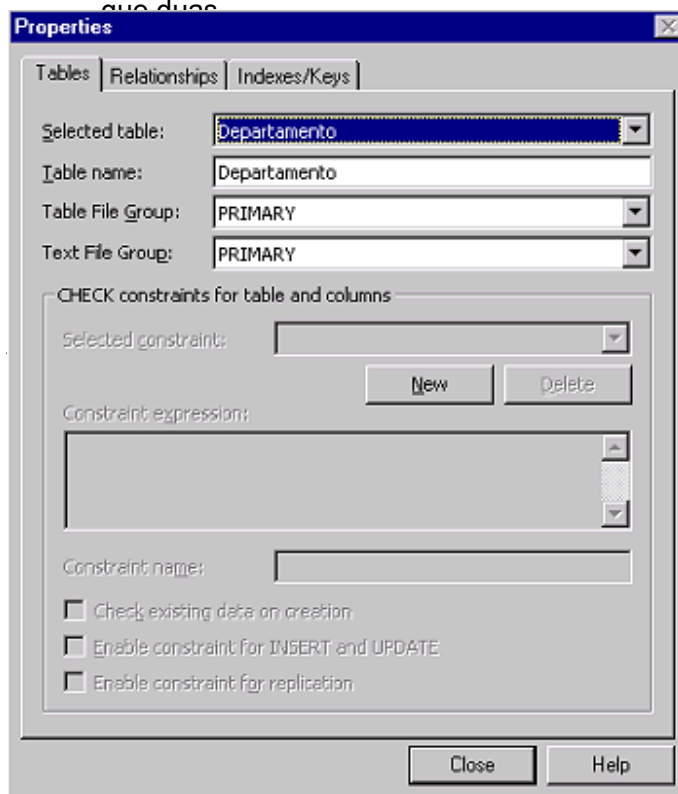 que duas
Properties
Tables Relationships Indexes/Keys
Selected table: Departamento
Table name: Departamento
Table File Group: PRIMARY
Text File Group: PRIMARY
CHECK constraints for table and columns
Selected constraint:
New Delete
Constraint expression:
Constraint name:
Check existing data on creation
Enable constraint for INSERT and UPDATE
Enable constraint for replication
Close Help